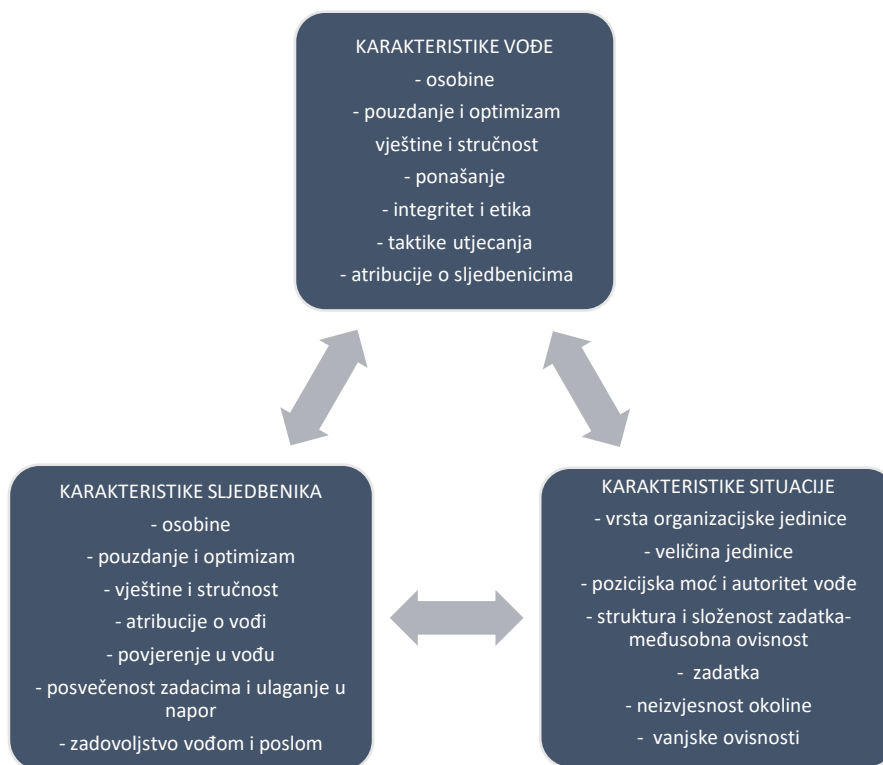 KARAKTERISTIKE VOĐE
- osobine
- pouzdanje i optimizam
vještine i stručnost
- ponašanje
- integritet i etika
- taktike utjecanja
- atribucije o sljedbenicima
KARAKTERISTIKE SLJEDBENIKA
- osobine
- pouzdanje i optimizam
- vještine i stručnost
- atribucije o vođi
- povjerenje u vođu
- posvečenost zadacima i ulaganje u
napor
- zadovoljstvo vođom i poslom
KARAKTERISTIKE SITUACIJE
- vrsta organizacijske jedinice
- veličina jedinice
- pozicijska moć i autoritet vođe
- struktura i složenost zadatka-
međusobna ovisnost
- zadatka
- neizvjesnost okoline
- vanjske ovisnosti